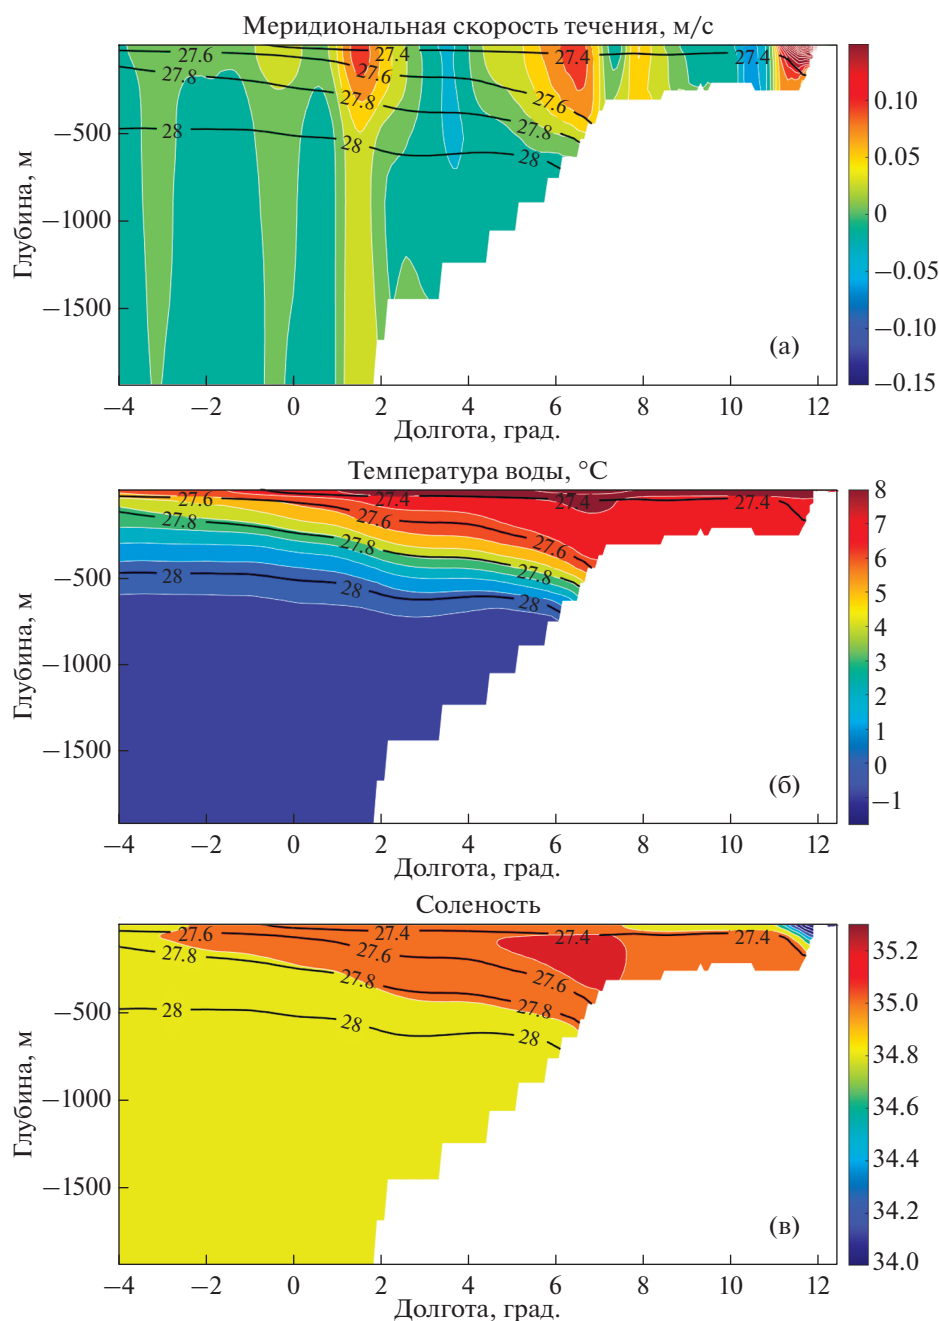 Меридиональная скорость течения, м/с
27.6 27.4 27.4
27.8 27.6
27.8 27.6
27.8
28 28 28
Глубина, м
−500
−1000
−1500
0.10
0.05
0
−0.05
−0.10
−0.15
(а)
−4 −2 0 2 4 6 8 10 12
Долгота, град.
Температура воды, °C
27.6 27.4 27.4 27.4
27.8 27.6
27.8 27.6
27.8
28 28 28
Глубина, м
−500
−1000
−1500
8
7
6
5
4
3
2
1
0
−1
(б)
−4 −2 0 2 4 6 8 10 12
Долгота, град.
Соленость
27.6 27.4 27.4 27.4
27.8 27.6
27.8 27.6
27.8
28 28 28
Глубина, м
−500
−1000
−1500
35.2
35.0
34.8
34.6
34.4
34.2
34.0
(в)
−4 −2 0 2 4 6 8 10 12
Долгота, град.